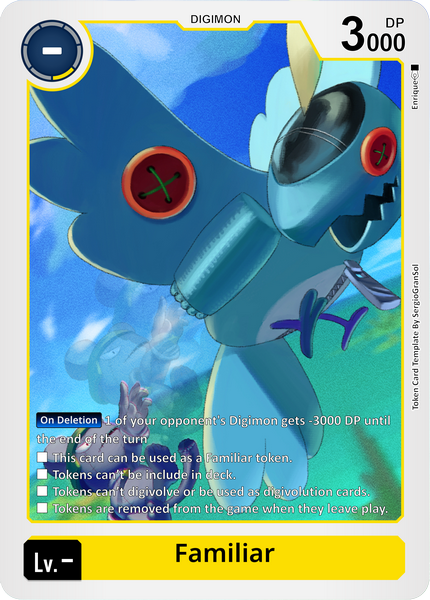 DIGIMON
–
DP
3000
Enrique
Token Card Template By SergioGranSol
On Deletion 1 of your opponent's Digimon gets -3000 DP until
the end of the turn
This card can be used as a Familiar token.
Tokens can't be include in deck.
Tokens can't digivolve or be used as digivolution cards.
Tokens are removed from the game when they leave play.
Lv.–
Familiar